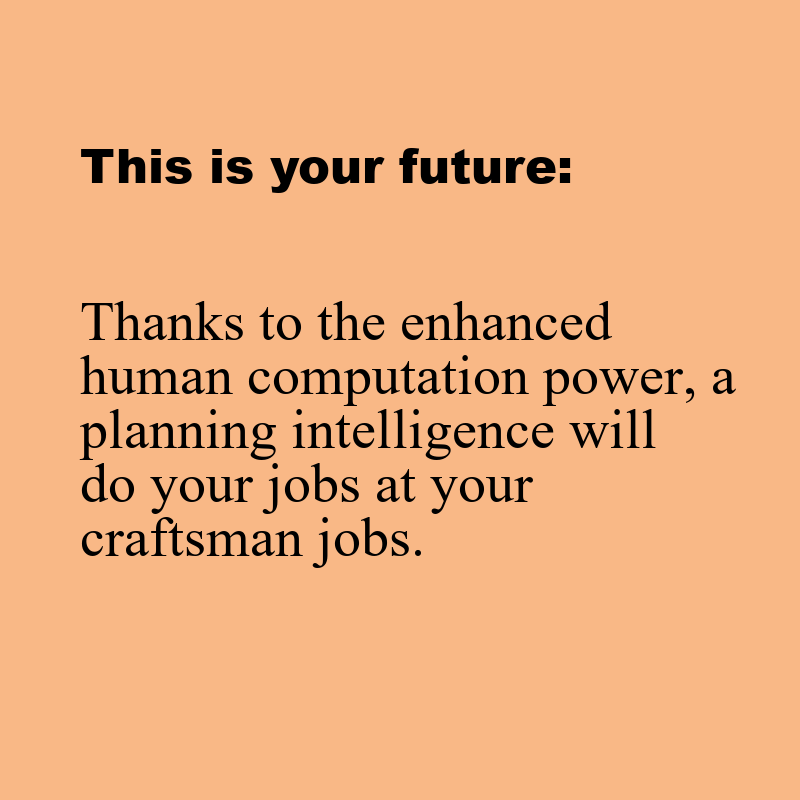 This is your future:
Thanks to the enhanced
human computation power, a
planning intelligence will
do your jobs at your
craftsman jobs.